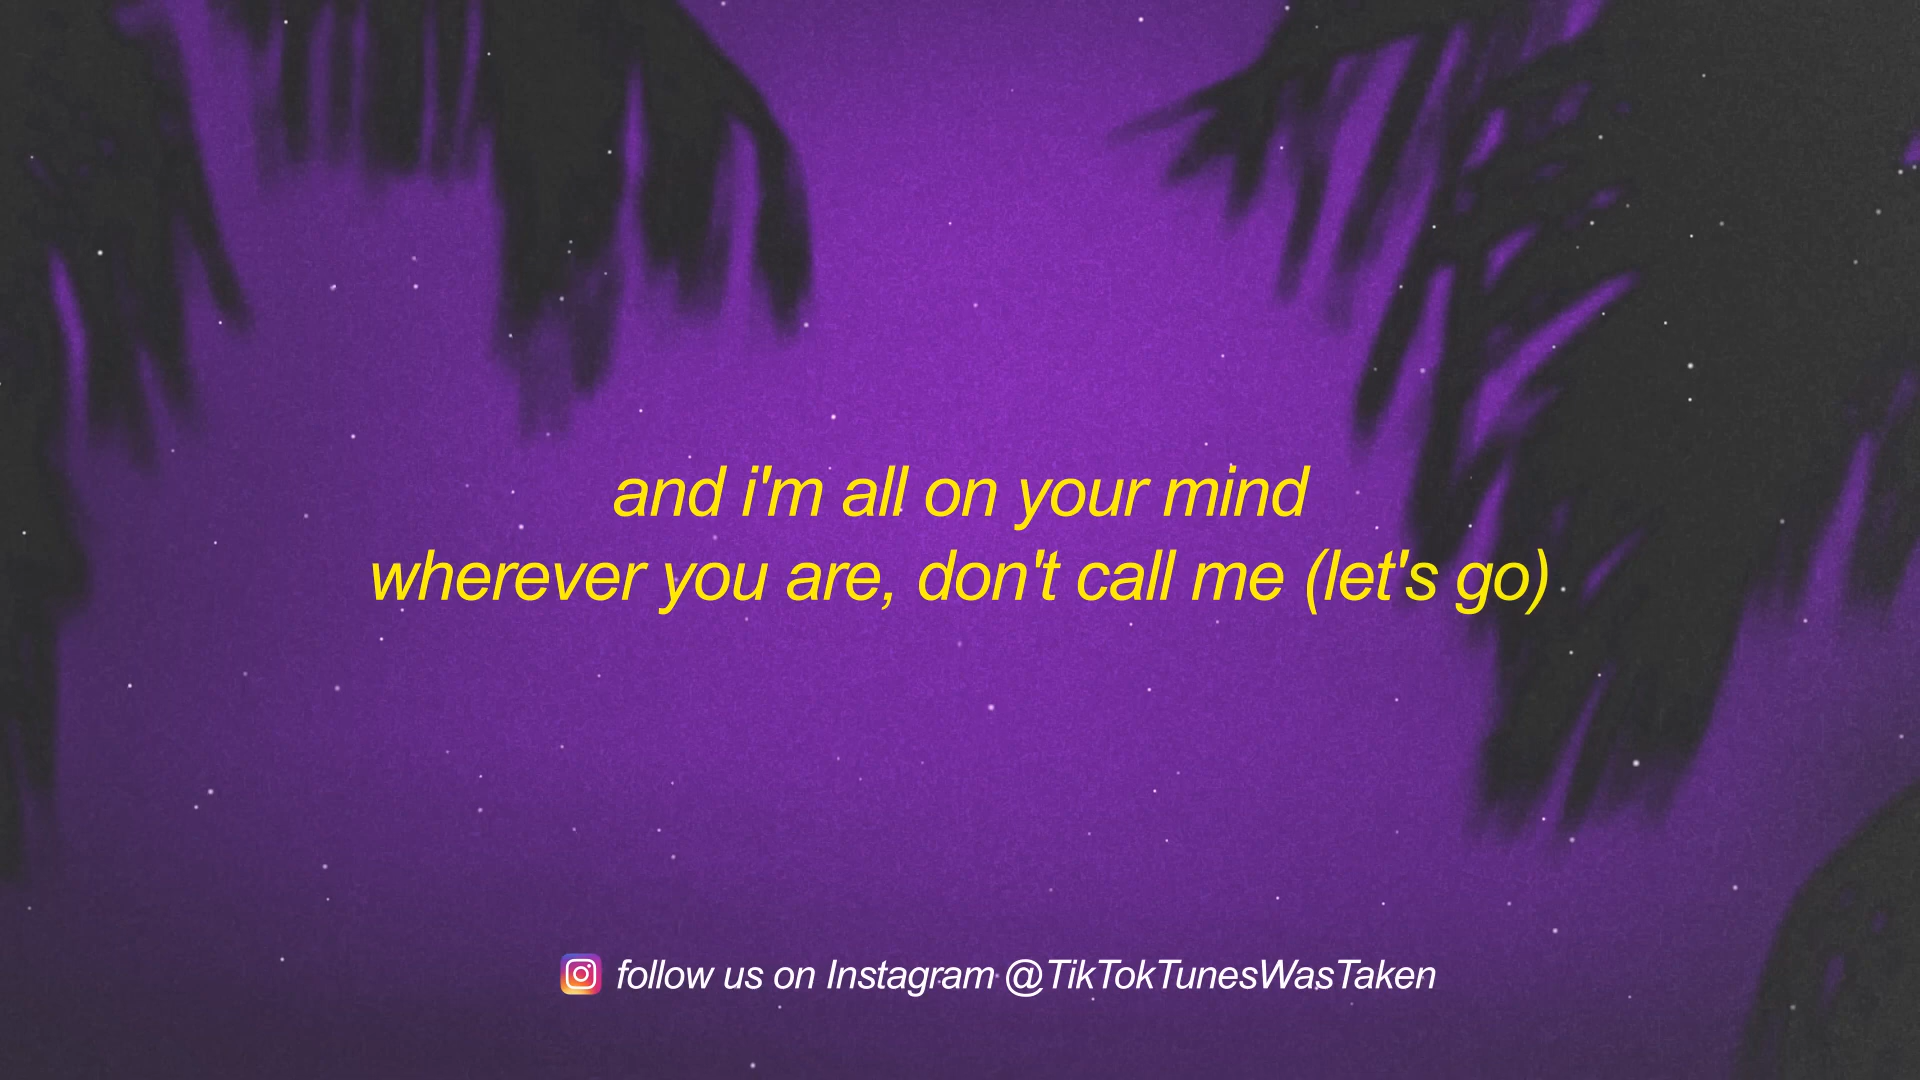 and i'm all on your mind
wherever you are, don't call me (let's go)
follow us on Instagram @TikTokTunesWasTaken